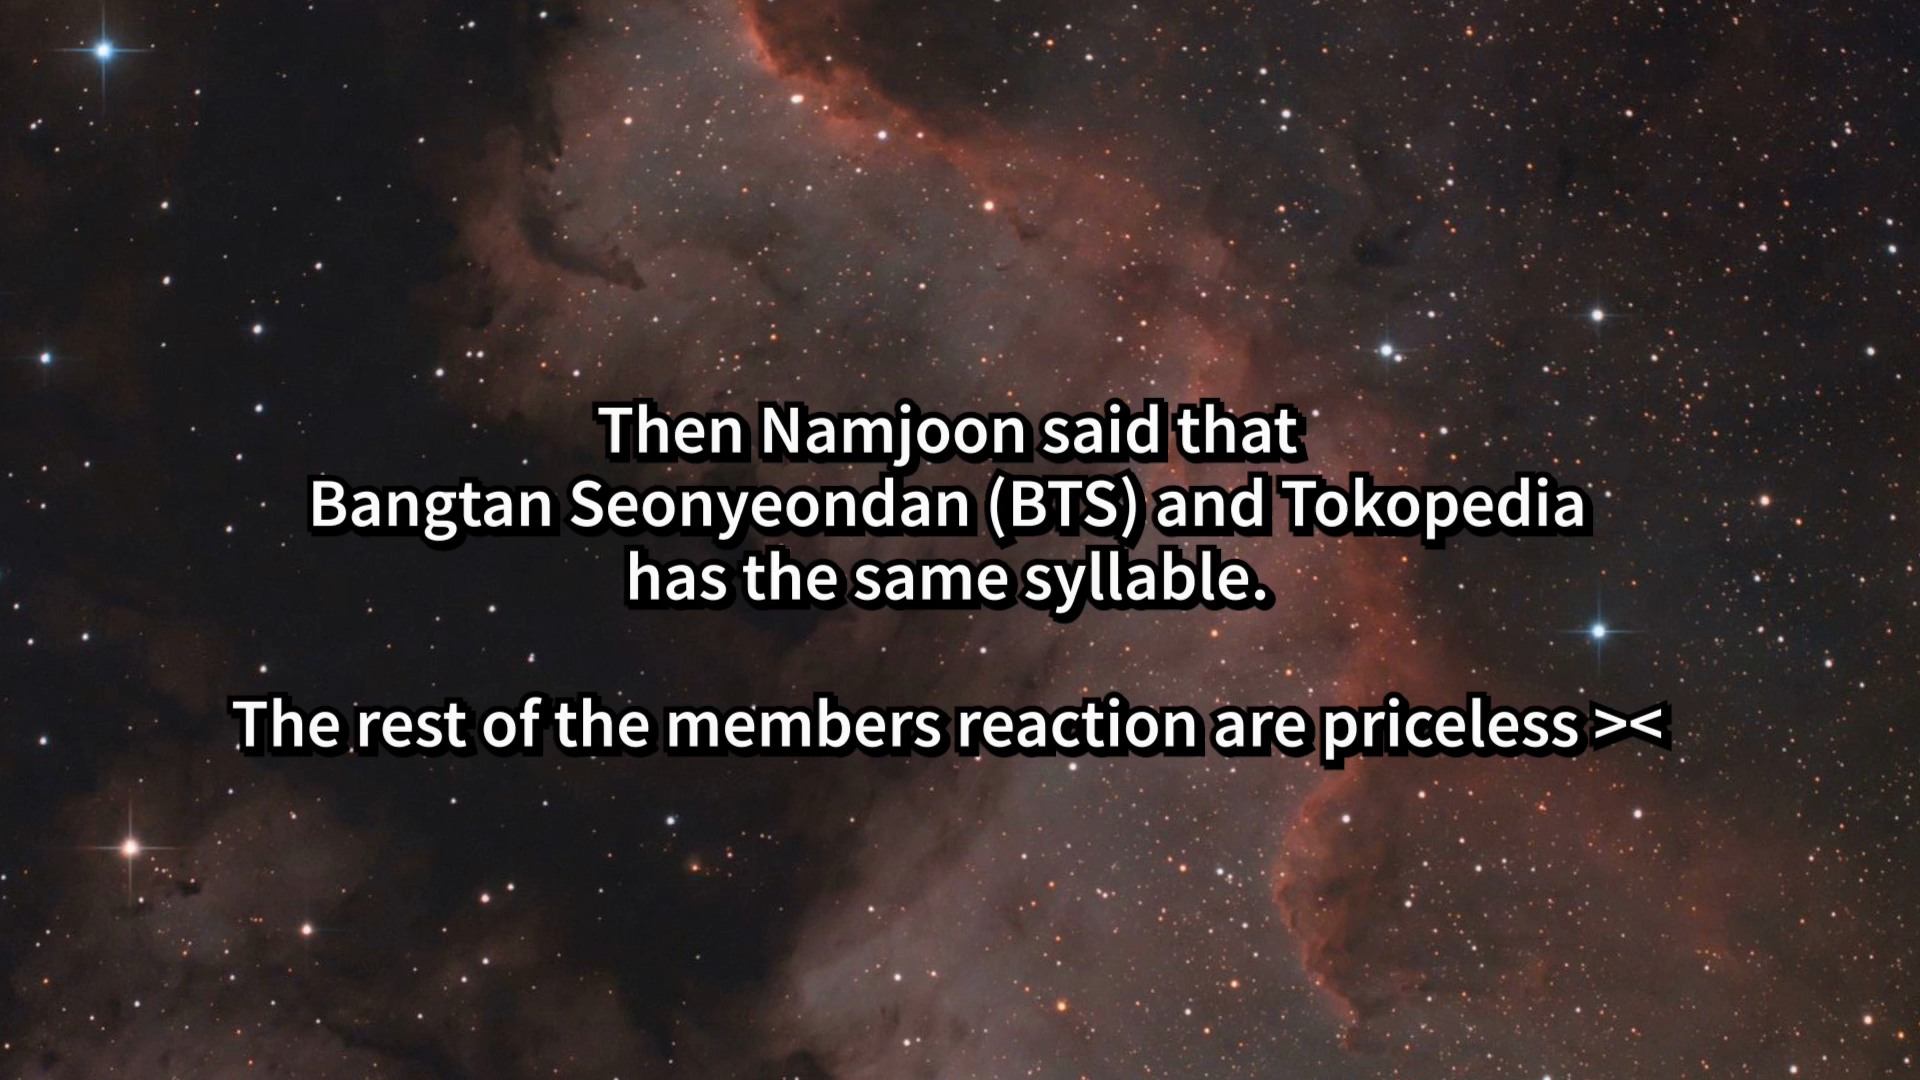 Then Namjoon said that
Bangtan Seonyeondan (BTS) and Tokopedia
has the same syllable.
The rest of the members reaction are priceless ><